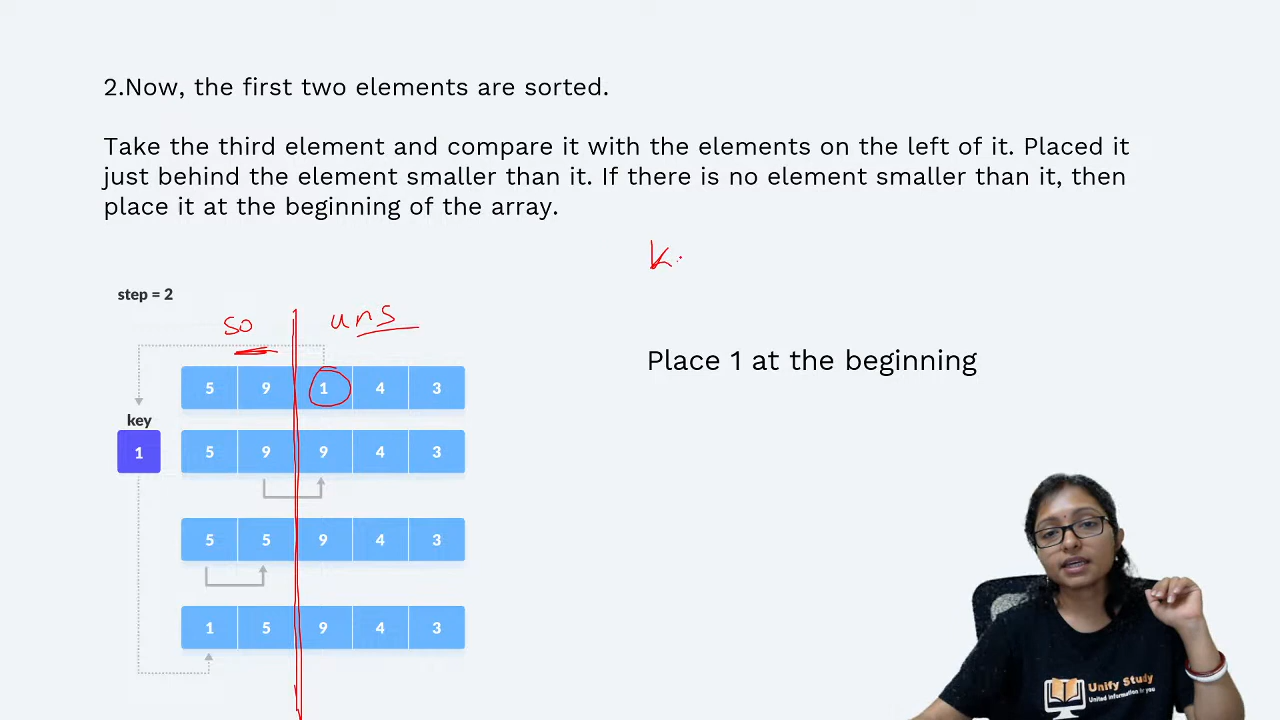 2.Now, the first two elements are sorted.
Take the third element and compare it with the elements on the left of it. Placed it
just behind the element smaller than it. If there is no element smaller than it, then
place it at the beginning of the array.
K.
step = 2
so
uns
5 9 1 4 3
Place 1 at the beginning
key
1
5 9 9 4 3
5 5 9 4 3
1 5 9 4 3
Unify Study
United Information for you